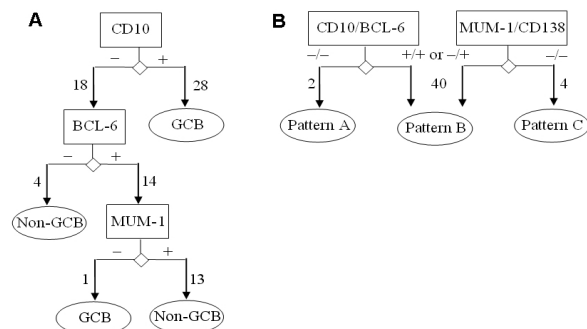 A
CD10
– +
18 28
BCL-6 GCB
– +
4 14
Non-GCB MUM-1
– +
1 13
GCB Non-GCB
B
CD10/BCL-6 MUM-1/CD138
–/– +/+ or –/+ –/–
2 40 4
Pattern A Pattern B Pattern C